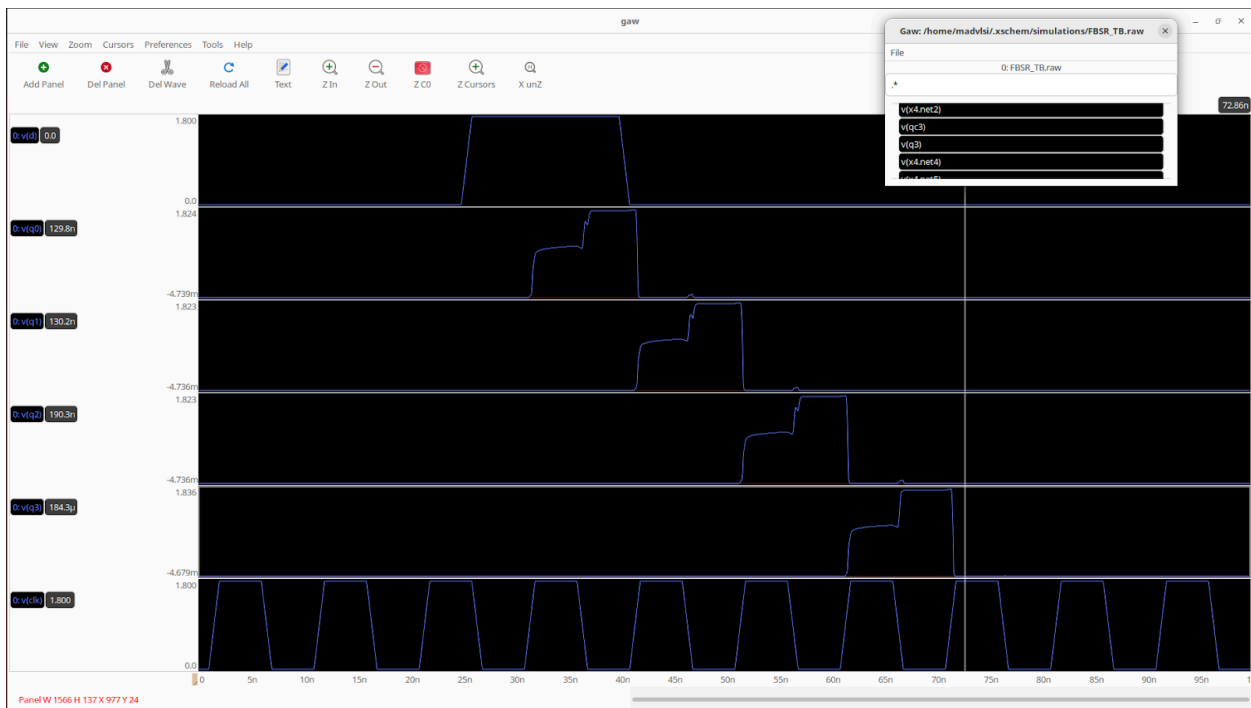 gaw
File View Zoom Cursors Preferences Tools Help
Add Panel Del Panel Del Wave Reload All Text Z In Z Out Z C0 Z Cursors X unZ
Gaw: /home/madvlsi/.xschem/simulations/FBSR_TB.raw
File
0: FBSR_TB.raw
.*
v(x4.net2)
v(qc3)
v(q3)
v(x4.net4)
v(x4.net5)
72.86n
0: v(d) 0.0
1.800
0.0
0: v(q0) 129.8n
1.824
-4.739m
0: v(q1) 130.2n
1.823
-4.736m
0: v(q2) 190.3n
1.823
-4.736m
0: v(q3) 184.3µ
1.836
-4.679m
0: v(clk) 1.800
1.800
0.0
0 5n 10n 15n 20n 25n 30n 35n 40n 45n 50n 55n 60n 65n 70n 75n 80n 85n 90n 95n 1
Panel W 1566 H 137 X 977 Y 24